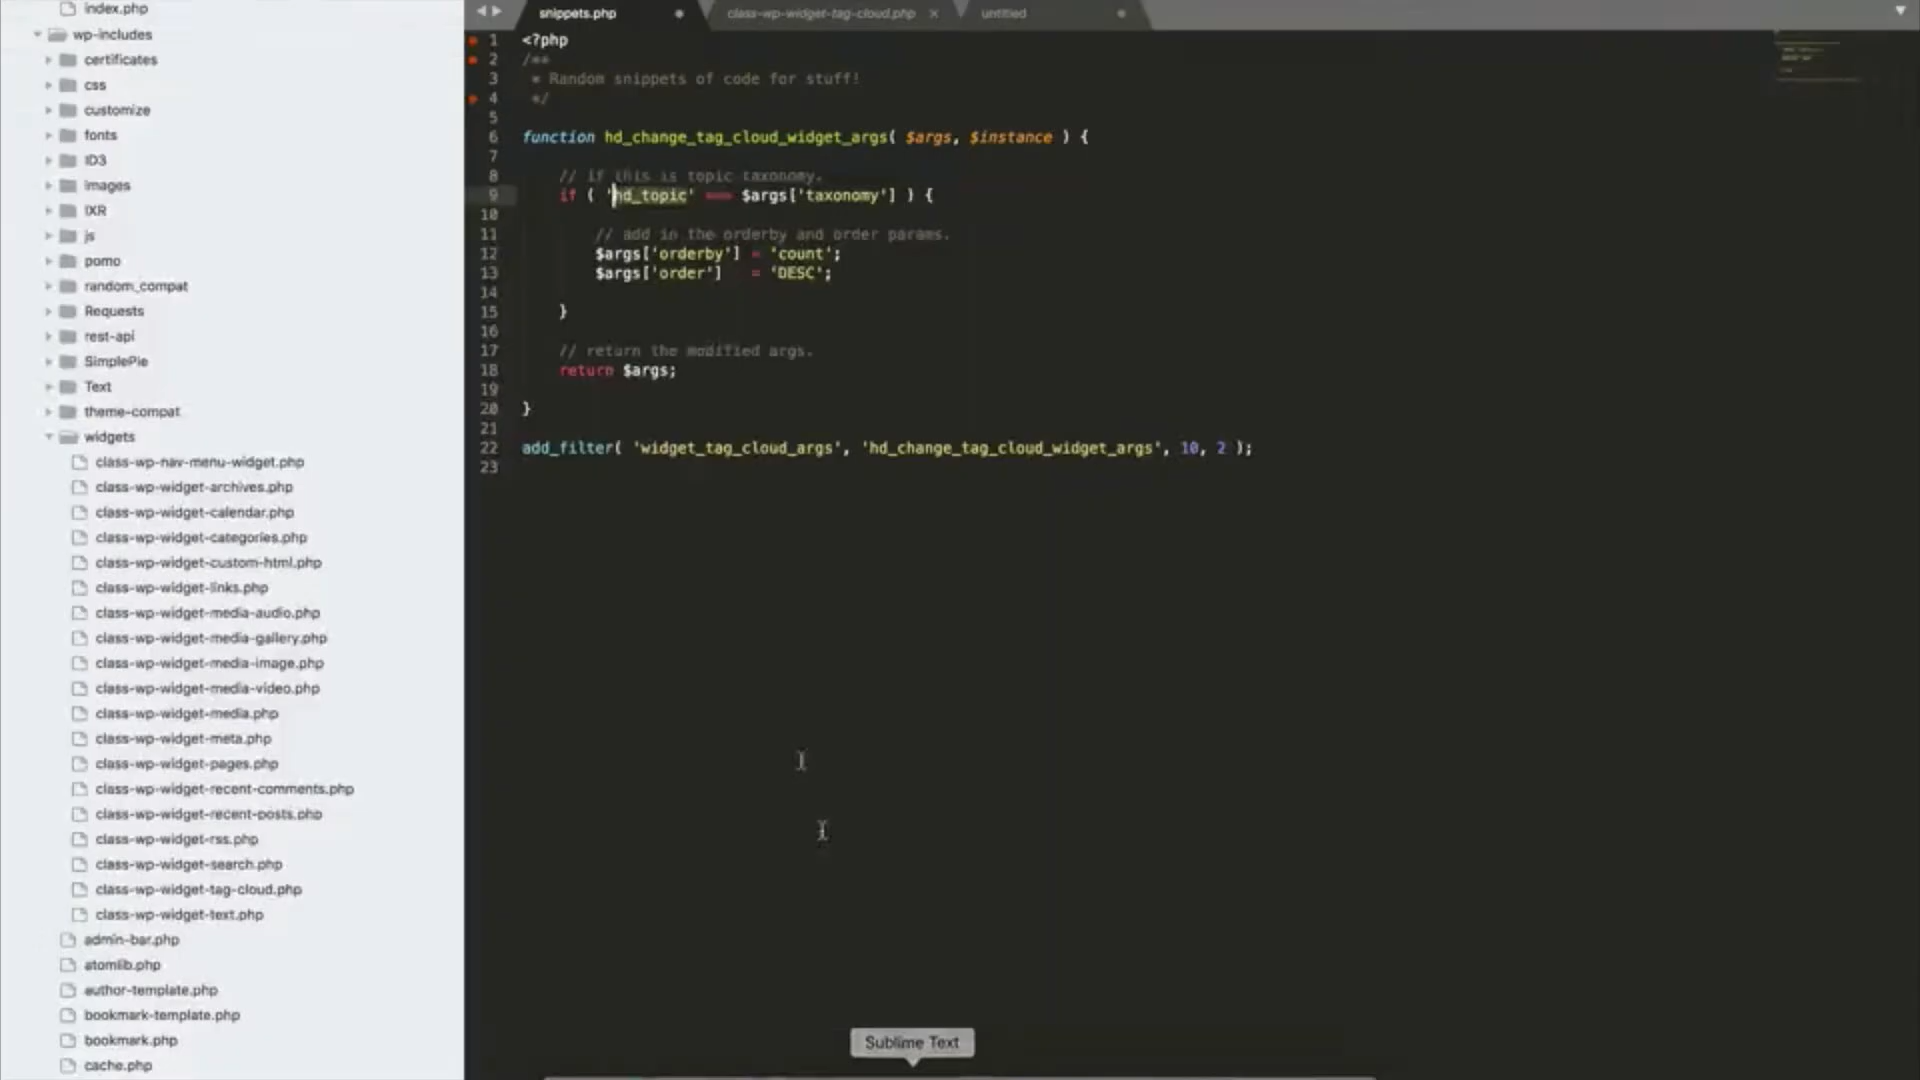 index.php
wp-includes
certificates
css
customize
fonts
ID3
images
IXR
js
pomo
random_compat
Requests
rest-api
SimplePie
Text
theme-compat
widgets
class-wp-nav-menu-widget.php
class-wp-widget-archives.php
class-wp-widget-calendar.php
class-wp-widget-categories.php
class-wp-widget-custom-html.php
class-wp-widget-links.php
class-wp-widget-media-audio.php
class-wp-widget-media-gallery.php
class-wp-widget-media-image.php
class-wp-widget-media-video.php
class-wp-widget-media.php
class-wp-widget-meta.php
class-wp-widget-pages.php
class-wp-widget-recent-comments.php
class-wp-widget-recent-posts.php
class-wp-widget-rss.php
class-wp-widget-search.php
class-wp-widget-tag-cloud.php
class-wp-widget-text.php
admin-bar.php
atomlib.php
author-template.php
bookmark-template.php
bookmark.php
cache.php
snippets.php class-wp-widget-tag-cloud.php untitled
1 <?php
2 /**
3 * Random snippets of code for stuff!
4 */
5
6 function hd_change_tag_cloud_widget_args( $args, $instance ) {
7
8 // if this is topic taxonomy.
9 if ( 'hd_topic' === $args['taxonomy'] ) {
10
11 // add in the orderby and order params.
12 $args['orderby'] = 'count';
13 $args['order'] = 'DESC';
14
15 }
16
17 // return the modified args.
18 return $args;
19
20 }
21
22 add_filter( 'widget_tag_cloud_args', 'hd_change_tag_cloud_widget_args', 10, 2 );
23
Sublime Text